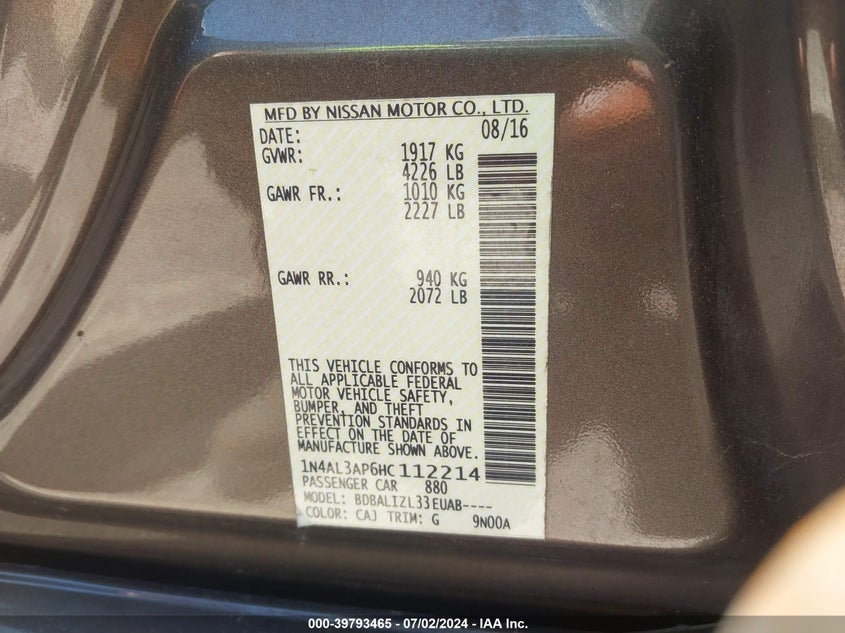 MFD BY NISSAN MOTOR CO., LTD.
DATE: 08/16
GVWR: 1917 KG
4226 LB
GAWR FR.: 1010 KG
2227 LB
GAWR RR.: 940 KG
2072 LB
THIS VEHICLE CONFORMS TO
ALL APPLICABLE FEDERAL
MOTOR VEHICLE SAFETY,
BUMPER, AND THEFT
PREVENTION STANDARDS IN
EFFECT ON THE DATE OF
MANUFACTURE SHOWN ABOVE.
1N4AL3AP6HC112214
PASSENGER CAR 880
MODEL: BDBALIZL33EUAB----
COLOR: CAJ TRIM: G 9N00A
000-39793465 - 07/02/2024 - IAA Inc.